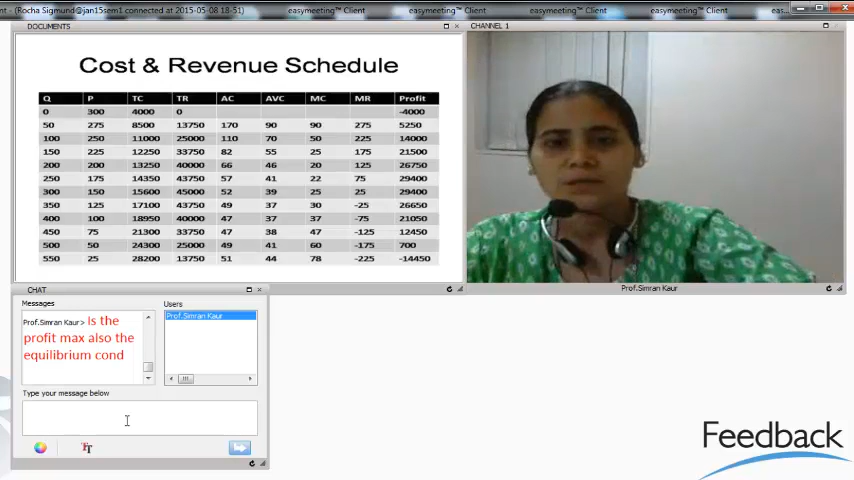 nt - (Rocha Sigmund@jan15sem1 connected at 2015-05-08 18-51)
easymeeting™ Client
easymeeting™ Client
easymeeting™ Client
easymeeting™ Client
eas...
DOCUMENTS
CHANNEL 1
Cost & Revenue Schedule
Q P TC TR AC AVC MC MR Profit
0 300 4000 0 -4000
50 275 8500 13750 170 90 90 275 5250
100 250 11000 25000 110 70 50 225 14000
150 225 12250 33750 82 55 25 175 21500
200 200 13250 40000 66 46 20 125 26750
250 175 14350 43750 57 41 22 75 29400
300 150 15600 45000 52 39 25 25 29400
350 125 17100 43750 49 37 30 -25 26650
400 100 18950 40000 47 37 37 -75 21050
450 75 21300 33750 47 38 47 -125 12450
500 50 24300 25000 49 41 60 -175 700
550 25 28200 13750 51 44 78 -225 -14450
Prof.Simran Kaur
CHAT
Messages
Users
Prof.Simran Kaur> Is the
profit max also the
equilibrium cond
Prof.Simran Kaur
Type your message below
TT
Feedback